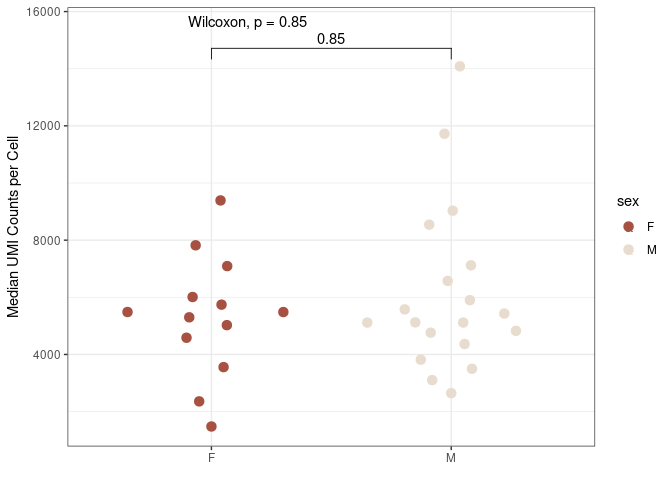 16000
12000
8000
4000
Median UMI Counts per Cell
Wilcoxon, p = 0.85
0.85
F
M
sex
F
M